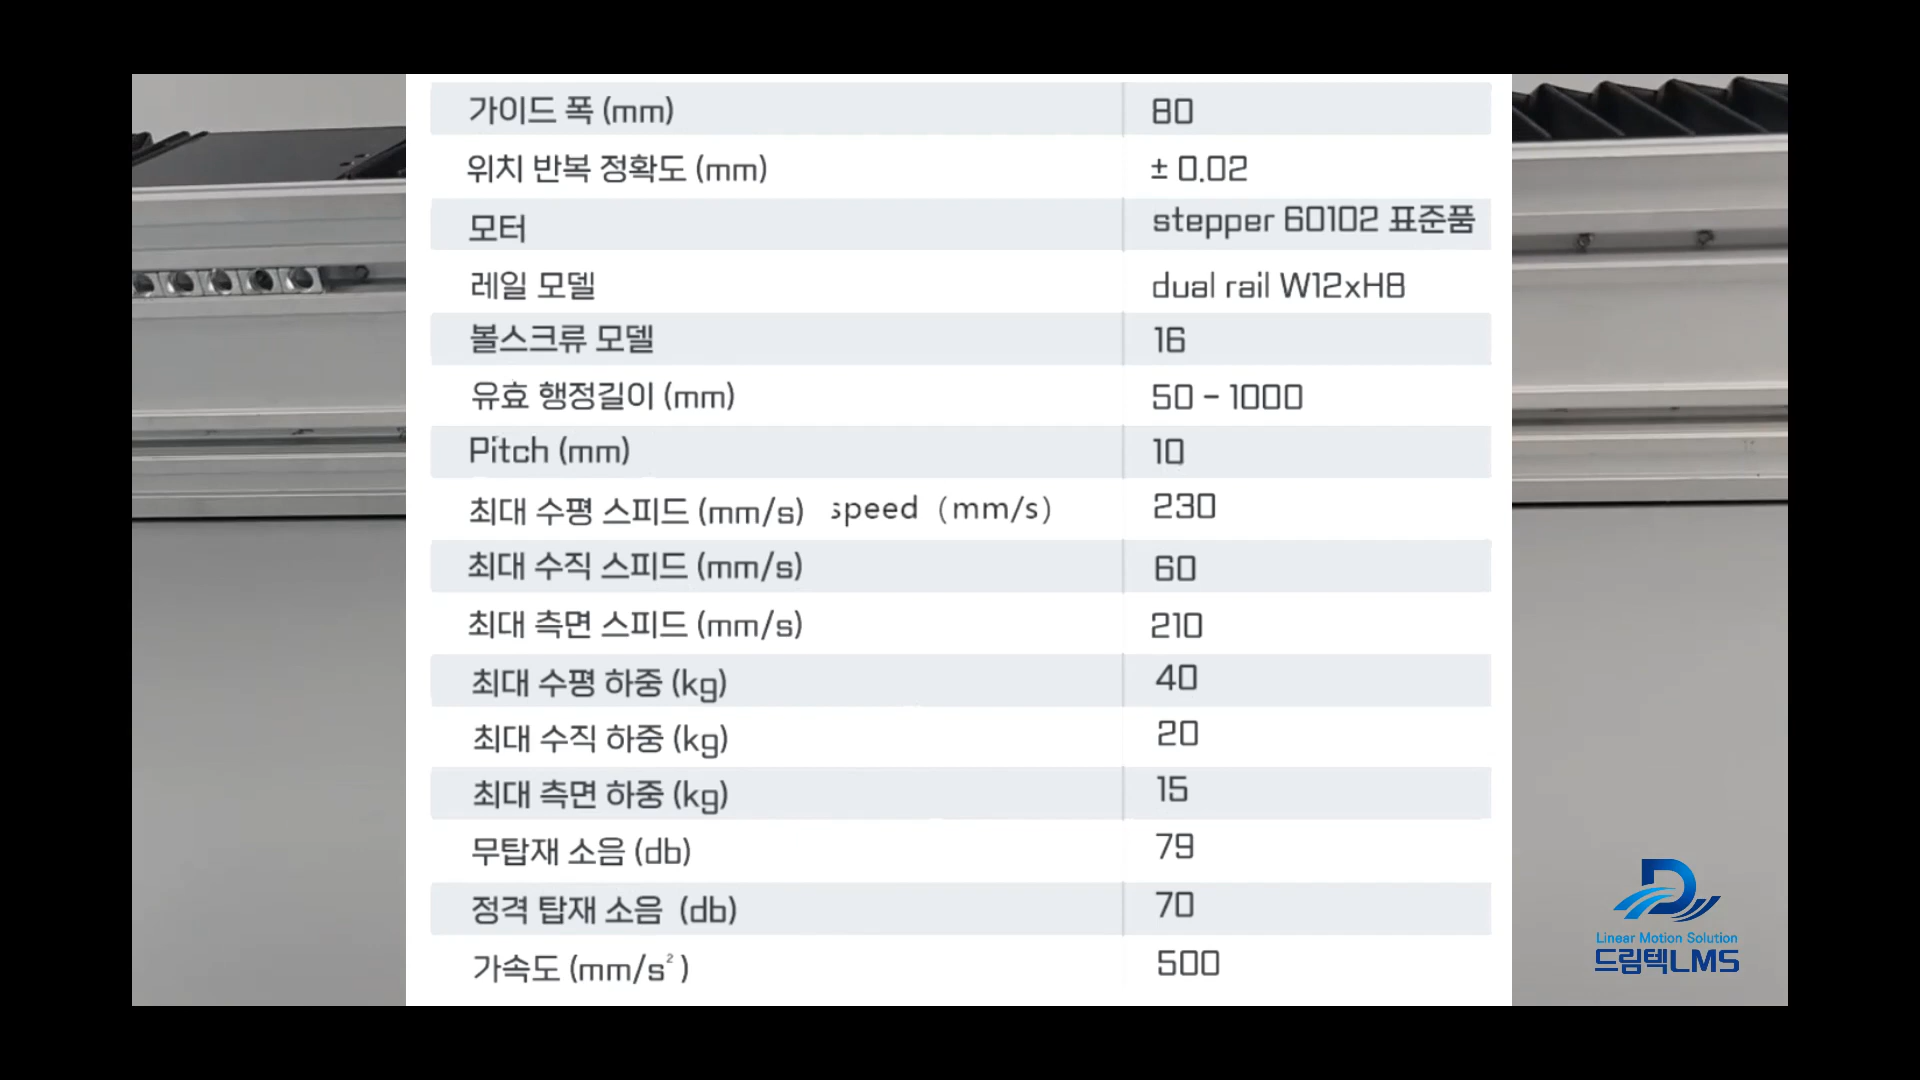 가이드 폭 (mm) 80
위치 반복 정확도 (mm) ± 0.02
모터 stepper 60102 표준품
레일 모델 dual rail W12xH8
볼스크류 모델 16
유효 행정길이 (mm) 50 - 1000
Pitch (mm) 10
최대 수평 스피드 (mm/s) speed (mm/s) 230
최대 수직 스피드 (mm/s) 60
최대 측면 스피드 (mm/s) 210
최대 수평 하중 (kg) 40
최대 수직 하중 (kg) 20
최대 측면 하중 (kg) 15
무탑재 소음 (db) 79
정격 탑재 소음 (db) 70
가속도 (mm/s²) 500
Linear Motion Solution
드림텍LMS